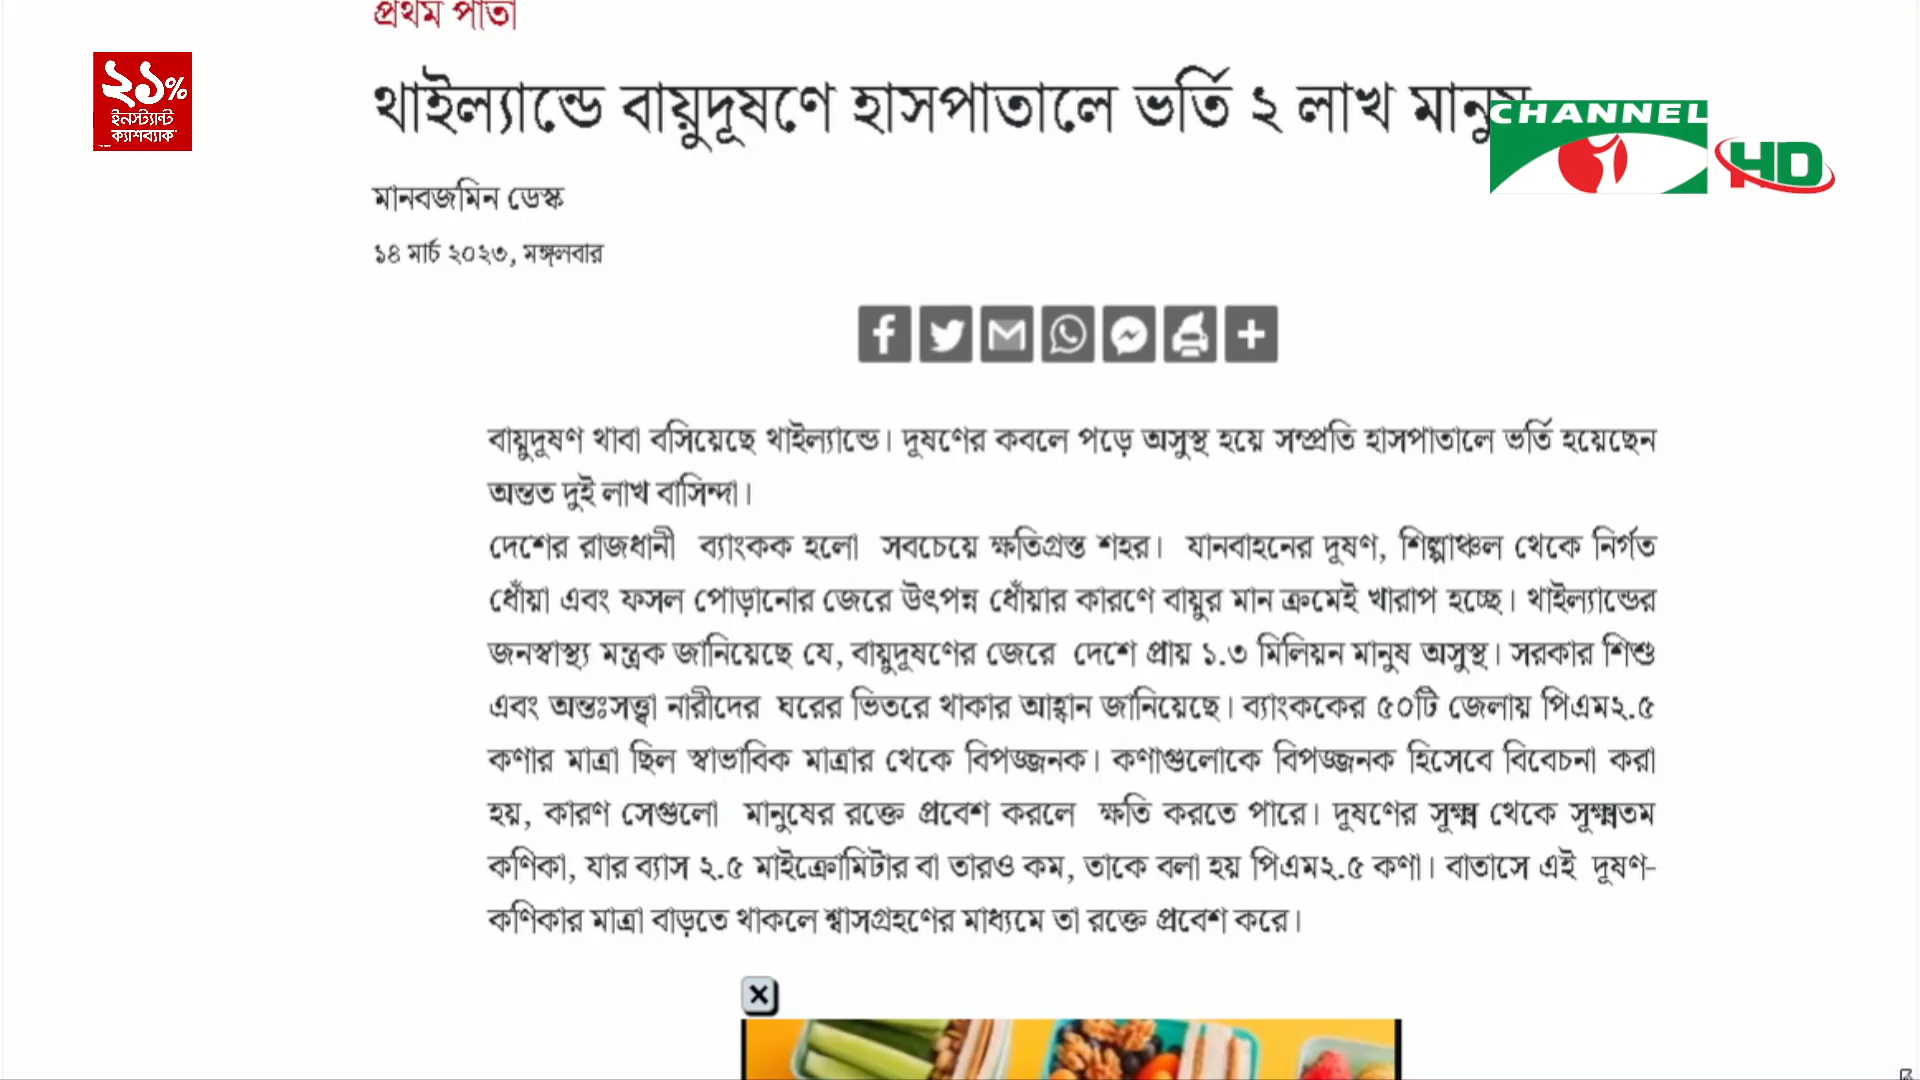 প্রথম পাতা
২১%
ইনস্ট্যান্ট
ক্যাশব্যাক
থাইল্যান্ডে বায়ুদূষণে হাসপাতালে ভর্তি ২ লাখ মানুষ
CHANNEL
HD
মানবজমিন ডেস্ক
১৪ মার্চ ২০২৩, মঙ্গলবার
বায়ুদূষণ থাবা বসিয়েছে থাইল্যান্ডে। দূষণের কবলে পড়ে অসুস্থ হয়ে সম্প্রতি হাসপাতালে ভর্তি হয়েছেন
অন্তত দুই লাখ বাসিন্দা।
দেশের রাজধানী ব্যাংকক হলো সবচেয়ে ক্ষতিগ্রস্ত শহর। যানবাহনের দূষণ, শিল্পাঞ্চল থেকে নির্গত
ধোঁয়া এবং ফসল পোড়ানোর জেরে উৎপন্ন ধোঁয়ার কারণে বায়ুর মান ক্রমেই খারাপ হচ্ছে। থাইল্যান্ডের
জনস্বাস্থ্য মন্ত্রক জানিয়েছে যে, বায়ুদূষণের জেরে দেশে প্রায় ১.৩ মিলিয়ন মানুষ অসুস্থ। সরকার শিশু
এবং অন্তঃসত্ত্বা নারীদের ঘরের ভিতরে থাকার আহ্বান জানিয়েছে। ব্যাংককের ৫০টি জেলায় পিএম২.৫
কণার মাত্রা ছিল স্বাভাবিক মাত্রার থেকে বিপজ্জনক। কণাগুলোকে বিপজ্জনক হিসেবে বিবেচনা করা
হয়, কারণ সেগুলো মানুষের রক্তে প্রবেশ করলে ক্ষতি করতে পারে। দূষণের সূক্ষ্ম থেকে সূক্ষ্মতম
কণিকা, যার ব্যাস ২.৫ মাইক্রোমিটার বা তারও কম, তাকে বলা হয় পিএম২.৫ কণা। বাতাসে এই দূষণ-
কণিকার মাত্রা বাড়তে থাকলে শ্বাসগ্রহণের মাধ্যমে তা রক্তে প্রবেশ করে।